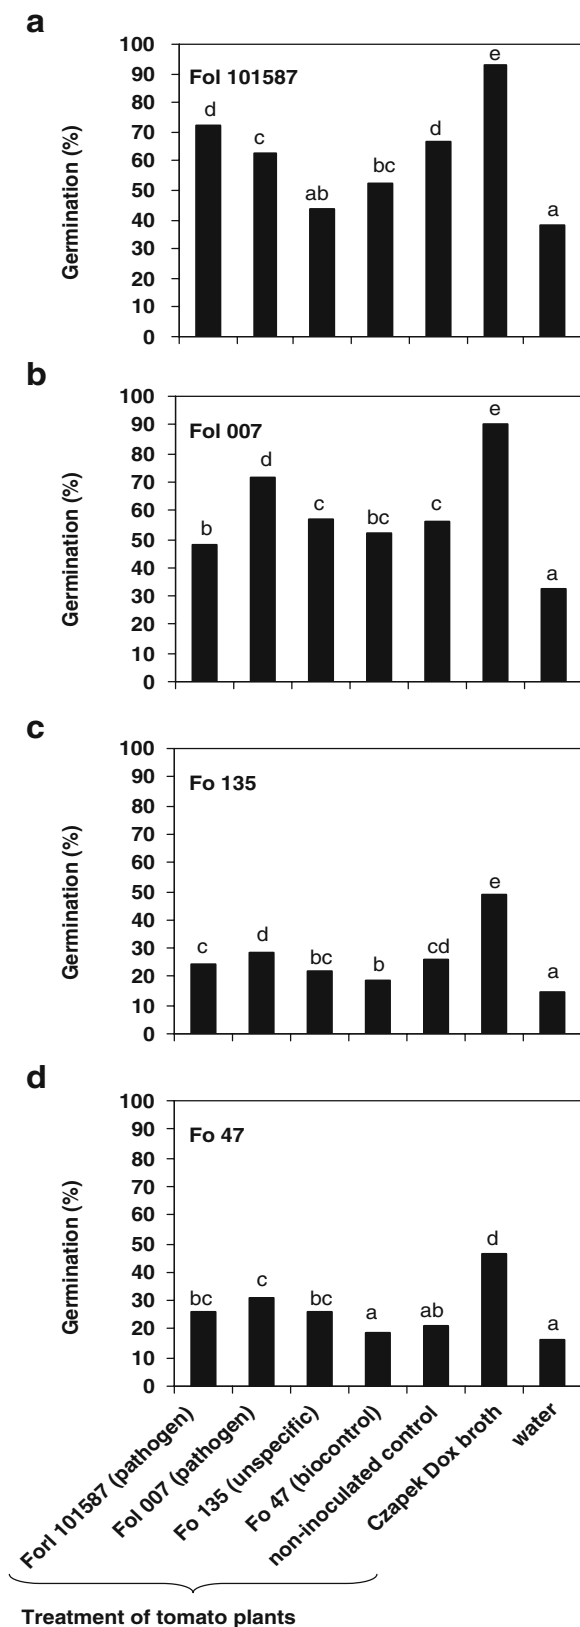 a
100
90
80
70
60
50
40
30
20
10
0
Germination (%)
Fol 101587
d
c
ab
bc
d
e
a
b
100
90
80
70
60
50
40
30
20
10
0
Germination (%)
Fol 007
b
d
c
bc
c
e
a
c
100
90
80
70
60
50
40
30
20
10
0
Germination (%)
Fo 135
c
d
bc
b
cd
e
a
d
100
90
80
70
60
50
40
30
20
10
0
Germination (%)
Fo 47
bc
c
bc
a
ab
d
a
Forl 101587 (pathogen)
Fol 007 (pathogen)
Fo 135 (unspecific)
Fo 47 (biocontrol)
non-inoculated control
Czapek Dox broth
water
Treatment of tomato plants